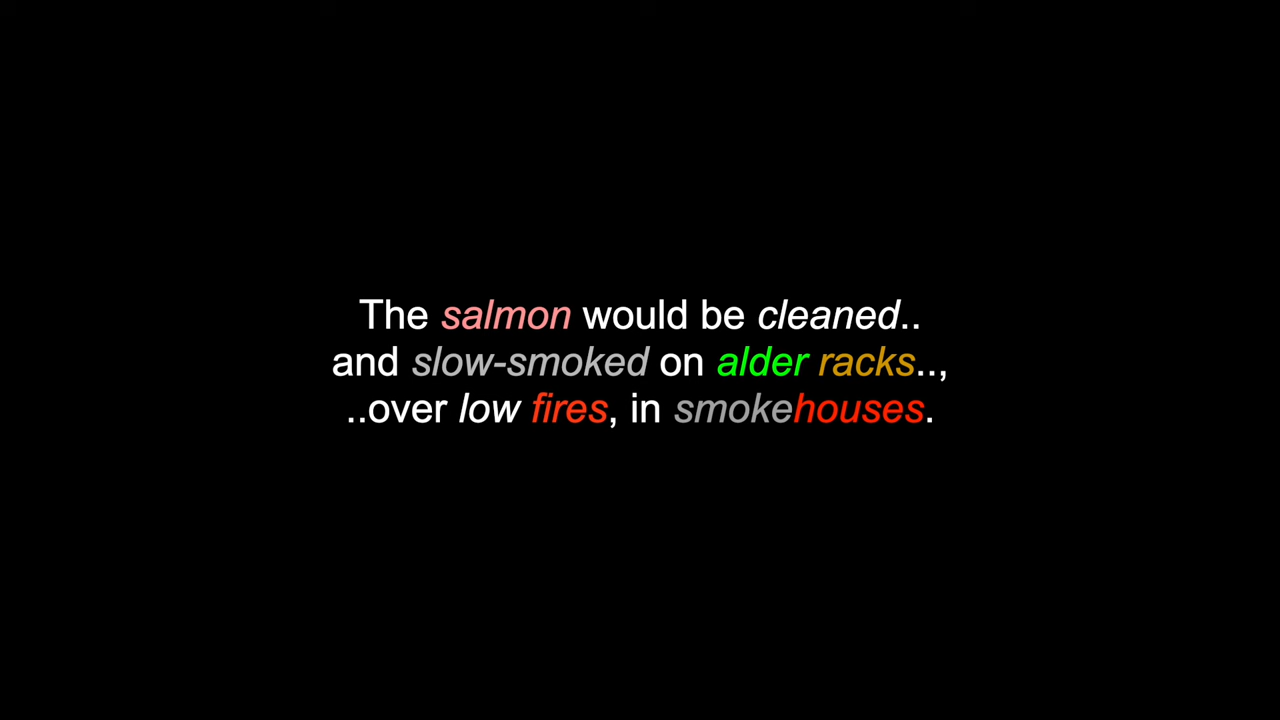 The salmon would be cleaned..
and slow-smoked on alder racks..,
..over low fires, in smokehouses.